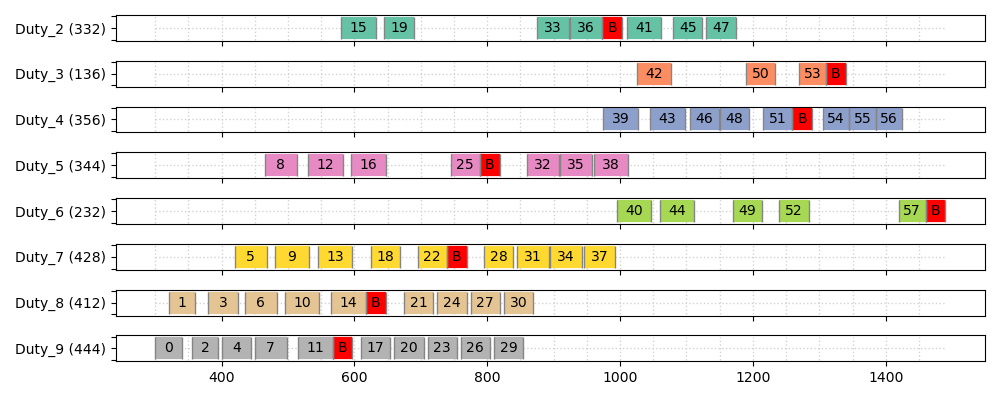 Duty_2 (332) 15 19 33 36 B 41 45 47
Duty_3 (136) 42 50 53 B
Duty_4 (356) 39 43 46 48 51 B 54 55 56
Duty_5 (344) 8 12 16 25 B 32 35 38
Duty_6 (232) 40 44 49 52 57 B
Duty_7 (428) 5 9 13 18 22 B 28 31 34 37
Duty_8 (412) 1 3 6 10 14 B 21 24 27 30
Duty_9 (444) 0 2 4 7 11 B 17 20 23 26 29
400 600 800 1000 1200 1400